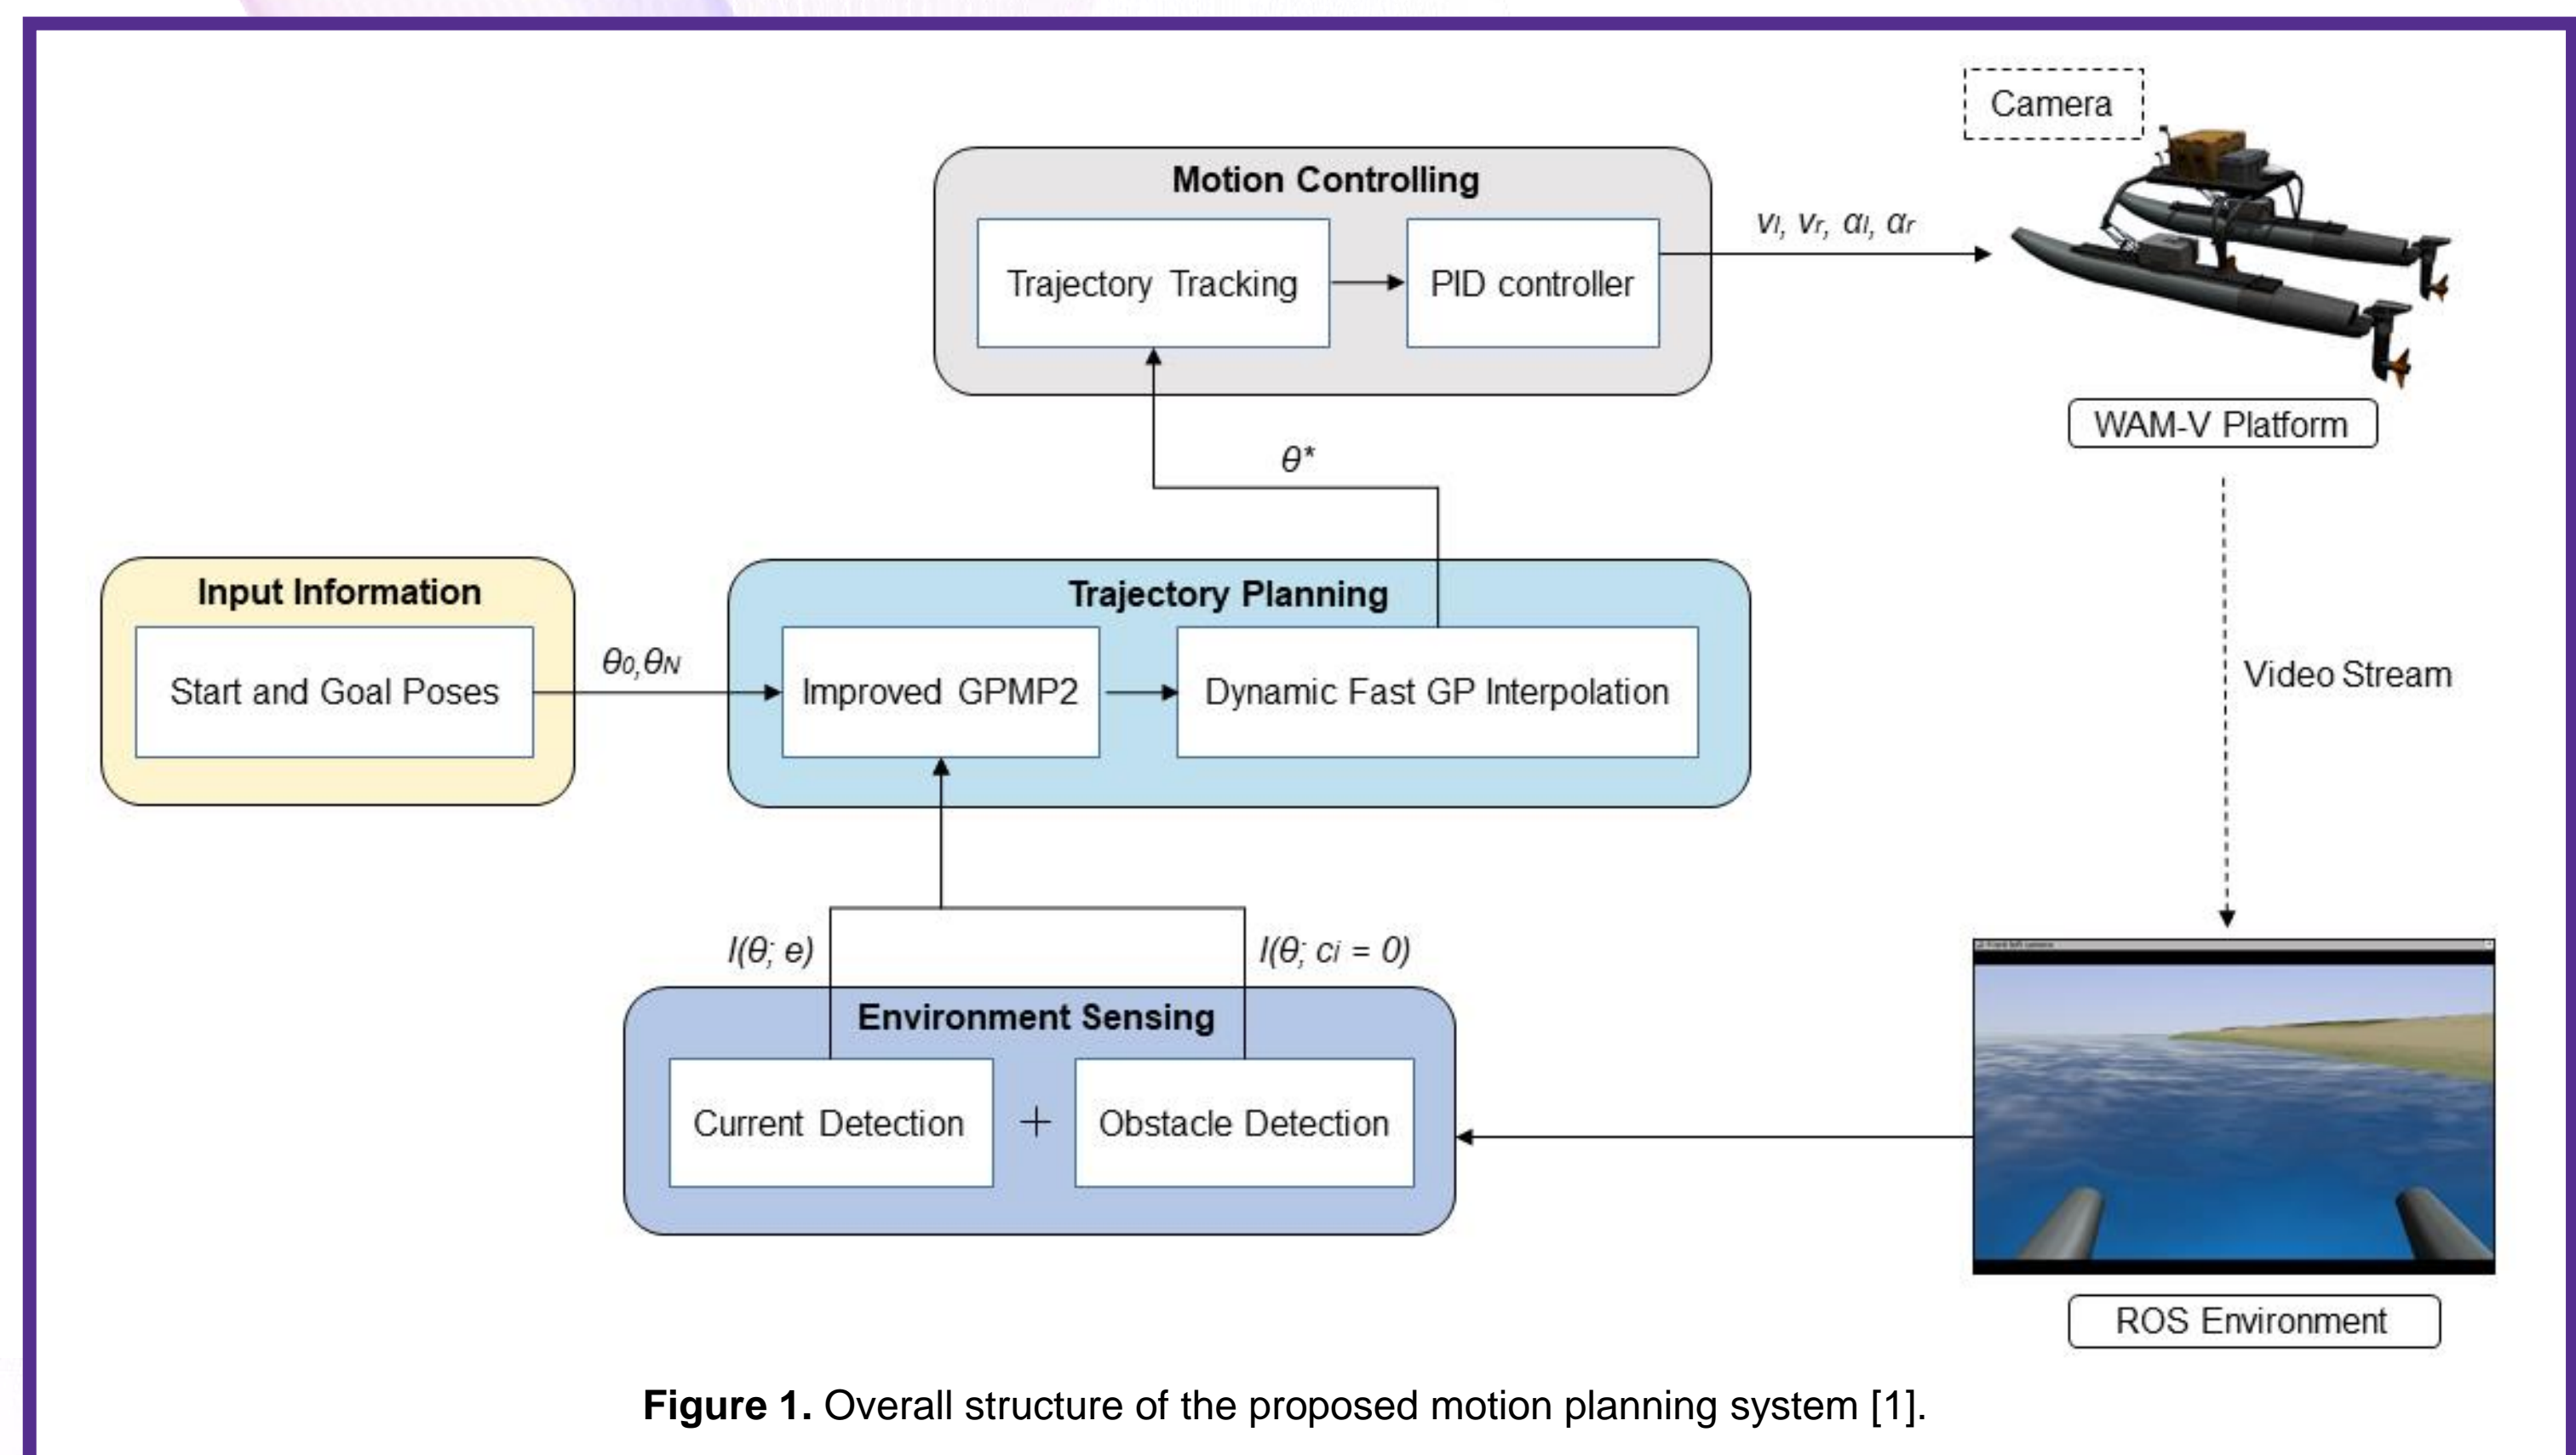 Camera
Motion Controlling
Trajectory Tracking
PID controller
vl, vr, αl, αr
WAM-V Platform
θ*
Input Information
Start and Goal Poses
θ0,θN
Trajectory Planning
Improved GPMP2
Dynamic Fast GP Interpolation
Video Stream
l(θ; e)
l(θ; ci = 0)
Environment Sensing
Current Detection
+
Obstacle Detection
ROS Environment
Figure 1. Overall structure of the proposed motion planning system [1].